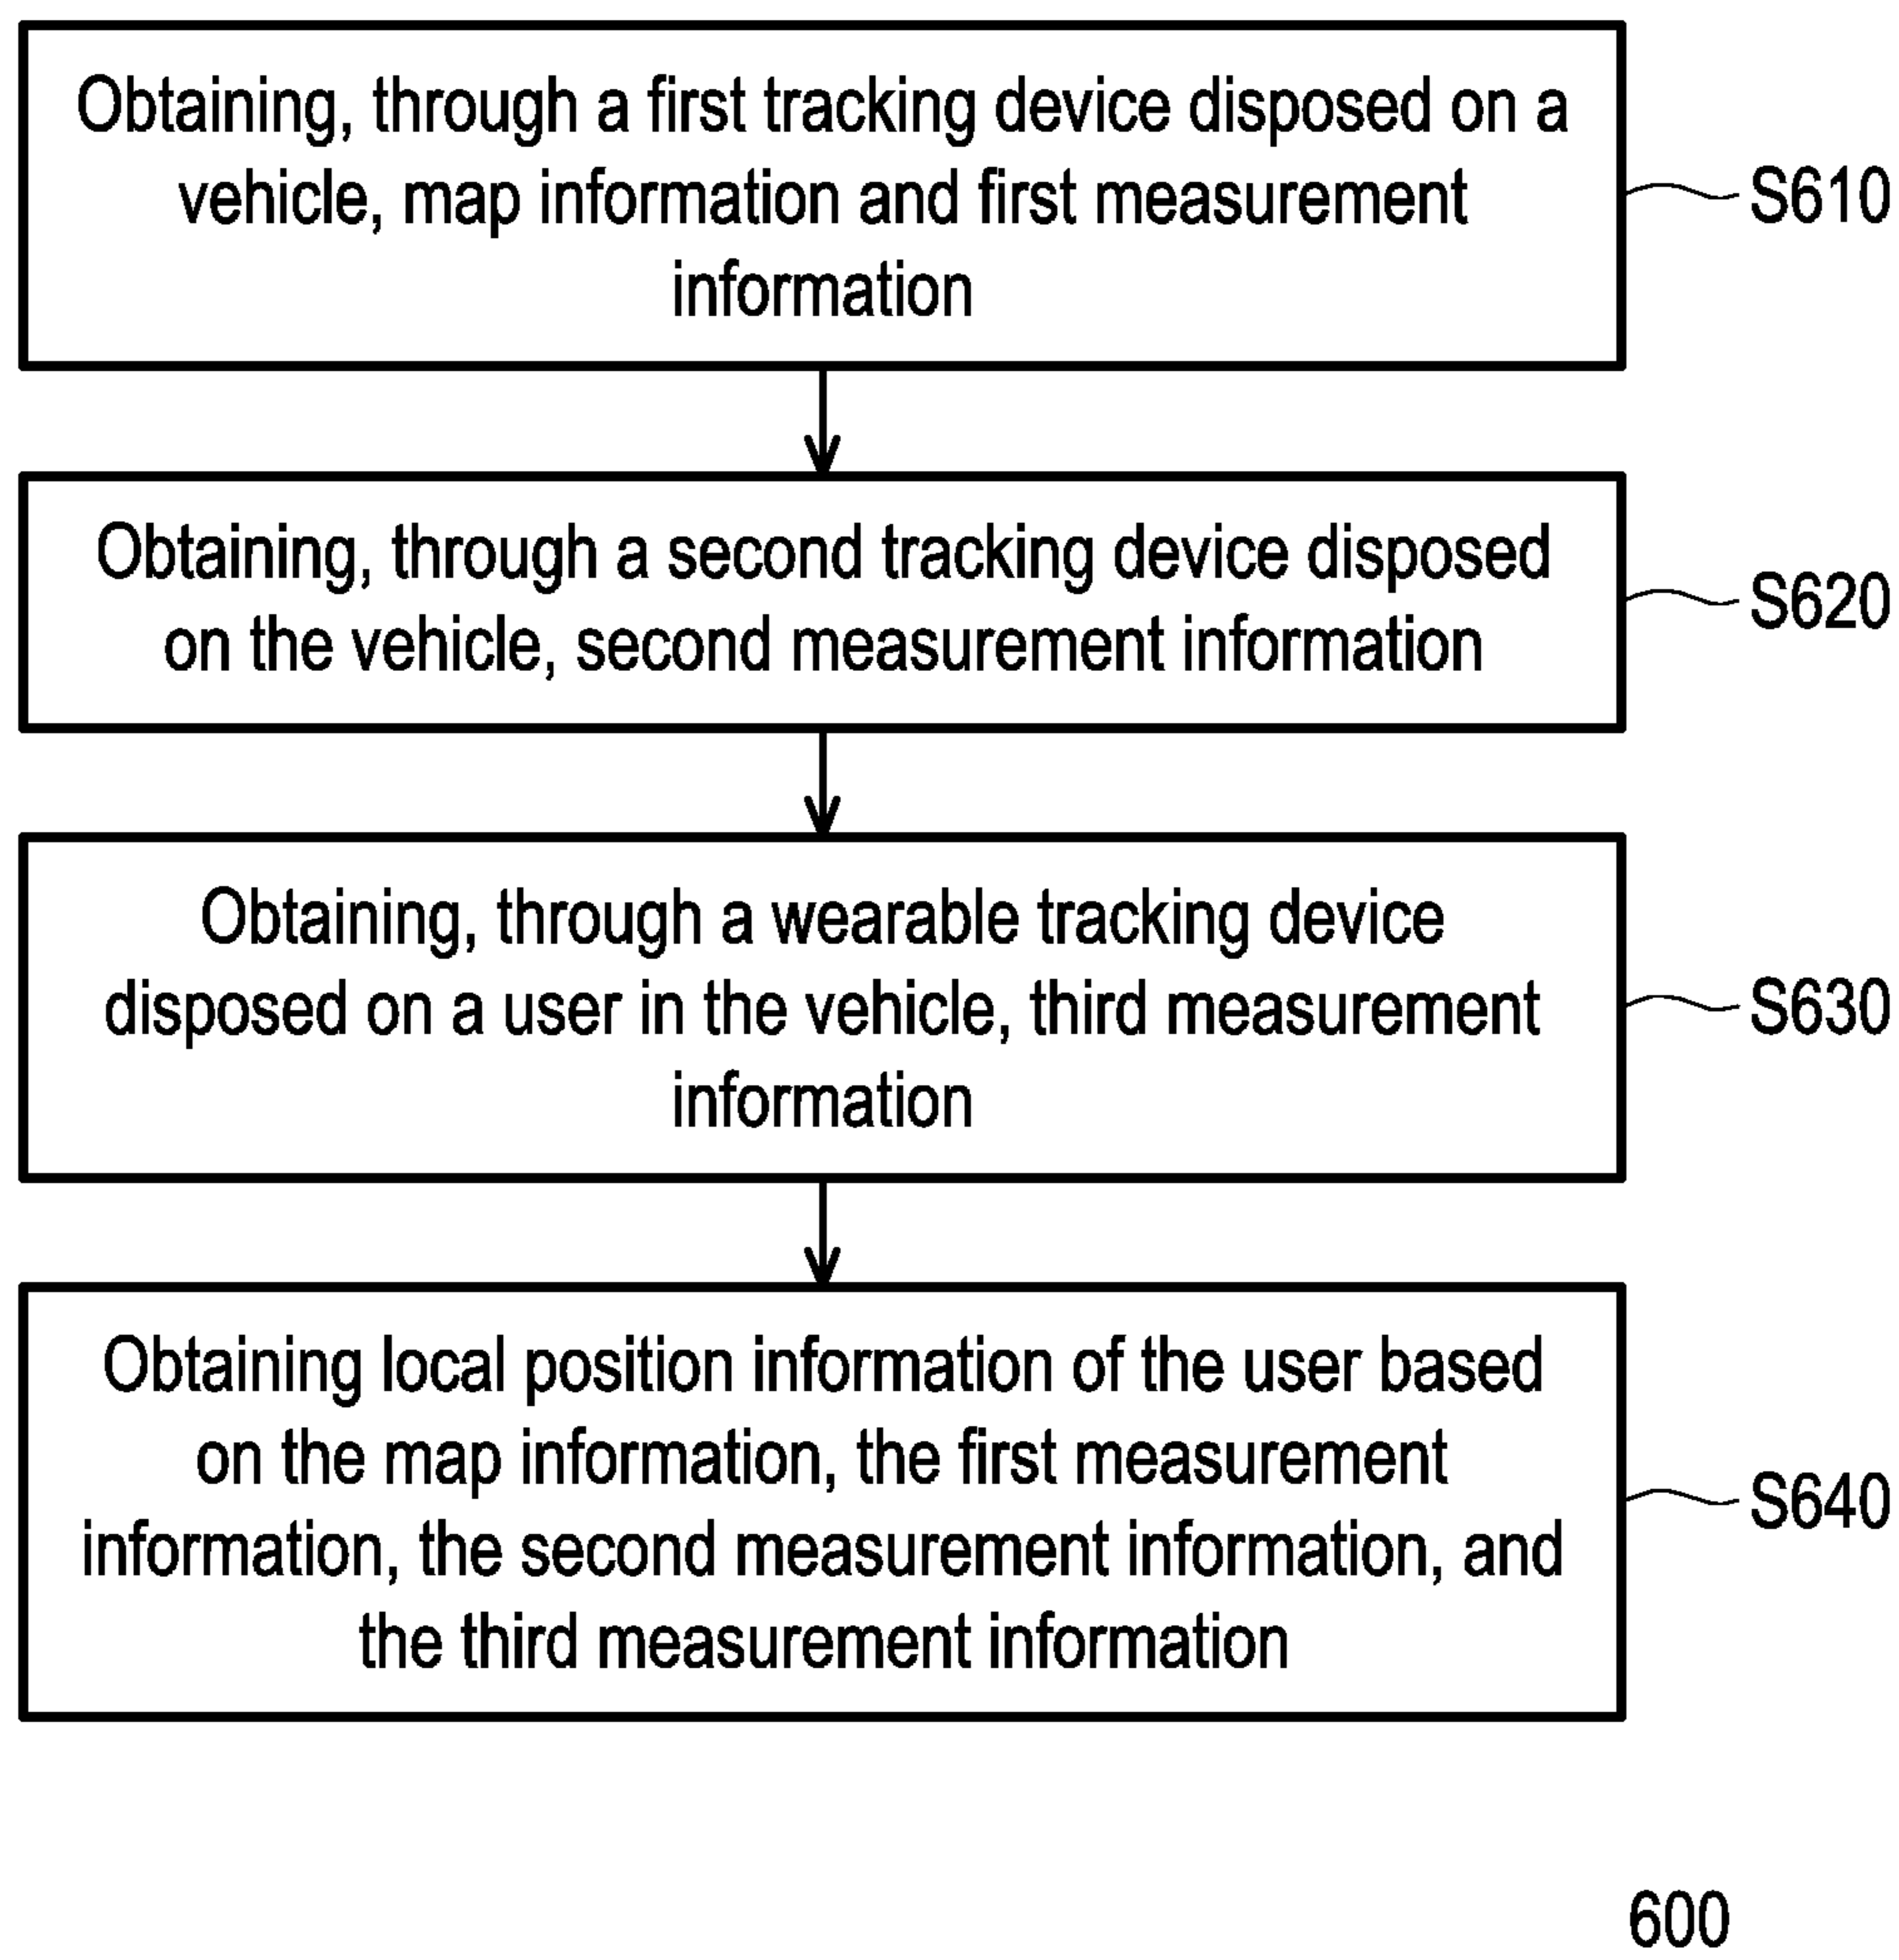 Obtaining, through a first tracking device disposed on a
vehicle, map information and first measurement
information
S610
Obtaining, through a second tracking device disposed
on the vehicle, second measurement information
S620
Obtaining, through a wearable tracking device
disposed on a user in the vehicle, third measurement
information
S630
Obtaining local position information of the user based
on the map information, the first measurement
information, the second measurement information, and
the third measurement information
S640
600